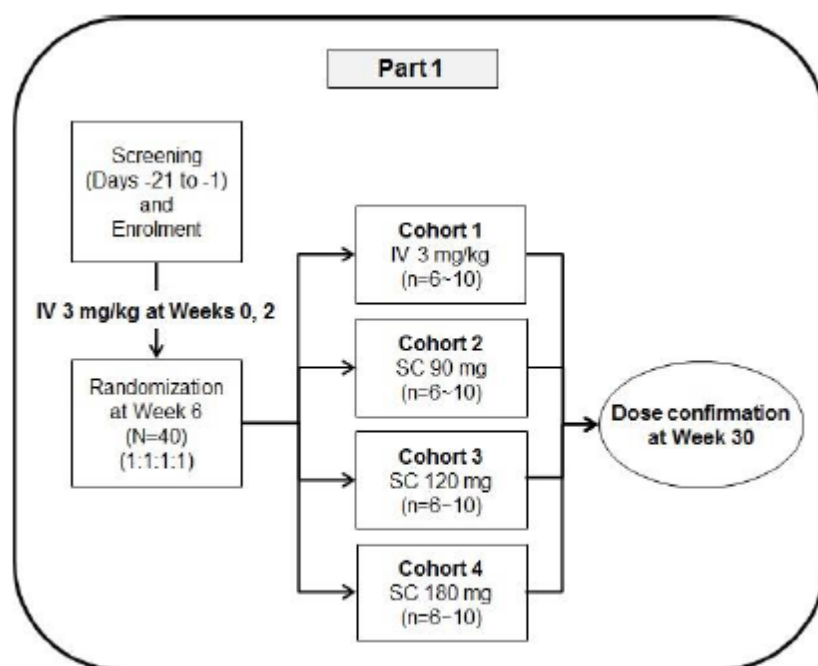 Part 1
Screening
(Days -21 to -1)
and
Enrolment
IV 3 mg/kg at Weeks 0, 2
Randomization
at Week 6
(N=40)
(1:1:1:1)
Cohort 1
IV 3 mg/kg
(n=6~10)
Cohort 2
SC 90 mg
(n=6~10)
Cohort 3
SC 120 mg
(n=6~10)
Cohort 4
SC 180 mg
(n=6~10)
Dose confirmation
at Week 30